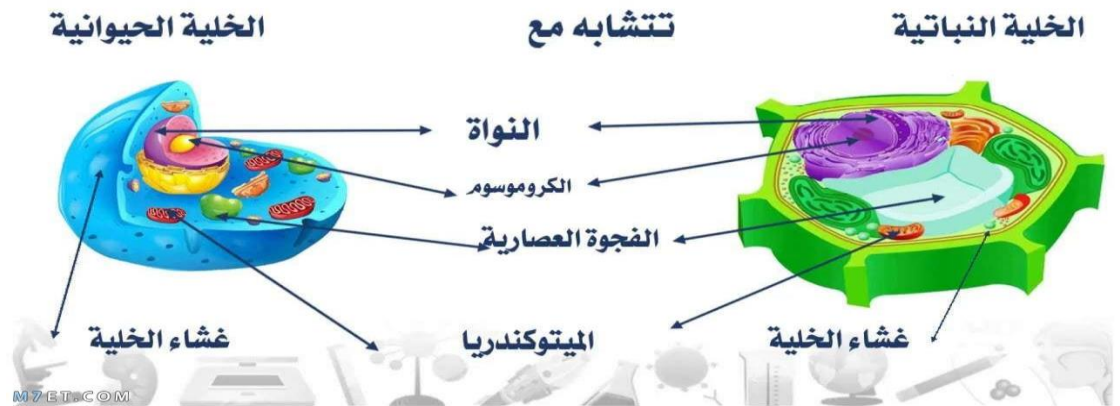 الخلية النباتية
تتشابه مع
الخلية الحيوانية
النواة
الكروموسوم
الفجوة العصارية
الميتوكندريا
غشاء الخلية
غشاء الخلية
M7ET.COM